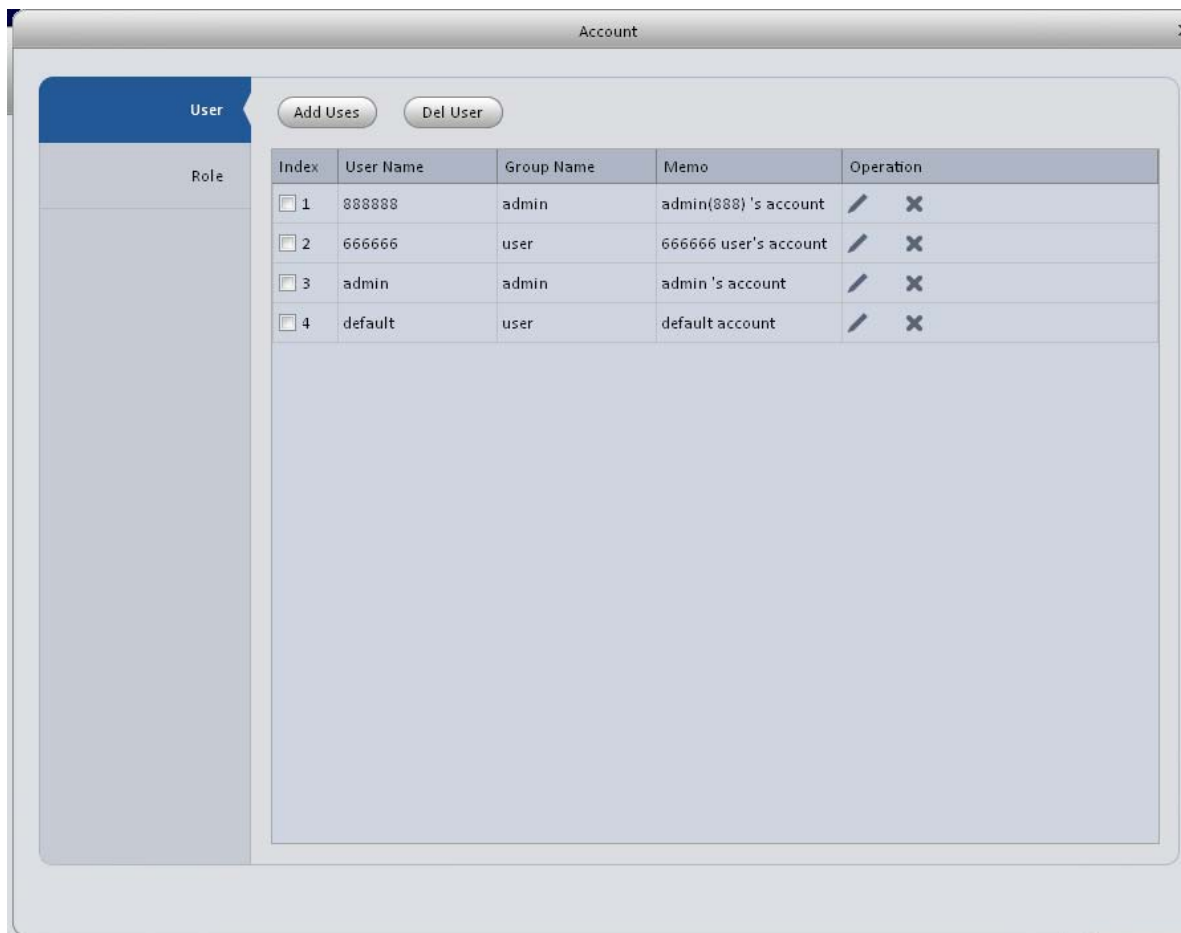 Account
User
Add Uses Del User
Role
Index User Name Group Name Memo Operation
1 888888 admin admin(888) 's account
2 666666 user 666666 user's account
3 admin admin admin 's account
4 default user default account